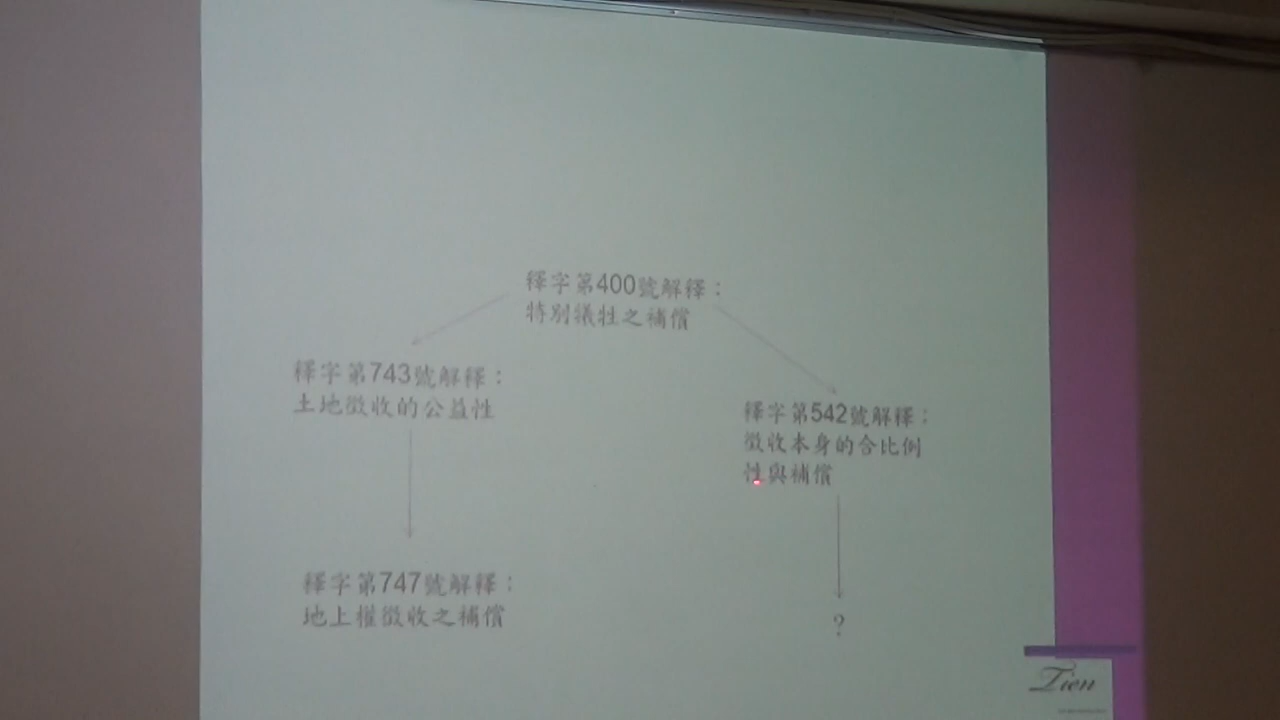 釋字第400號解釋：
特別犧牲之補償
釋字第743號解釋：
土地徵收的公益性
釋字第542號解釋：
徵收本身的合比例
性與補償
釋字第747號解釋：
地上權徵收之補償
?
Tien